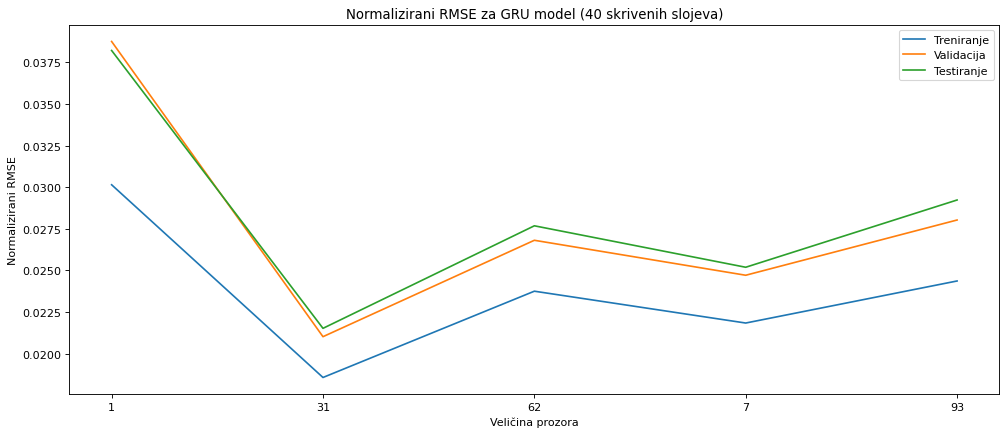 Normalizirani RMSE za GRU model (40 skrivenih slojeva)
Treniranje
Validacija
Testiranje
Normalizirani RMSE
0.0375
0.0350
0.0325
0.0300
0.0275
0.0250
0.0225
0.0200
1 31 62 7 93
Veličina prozora